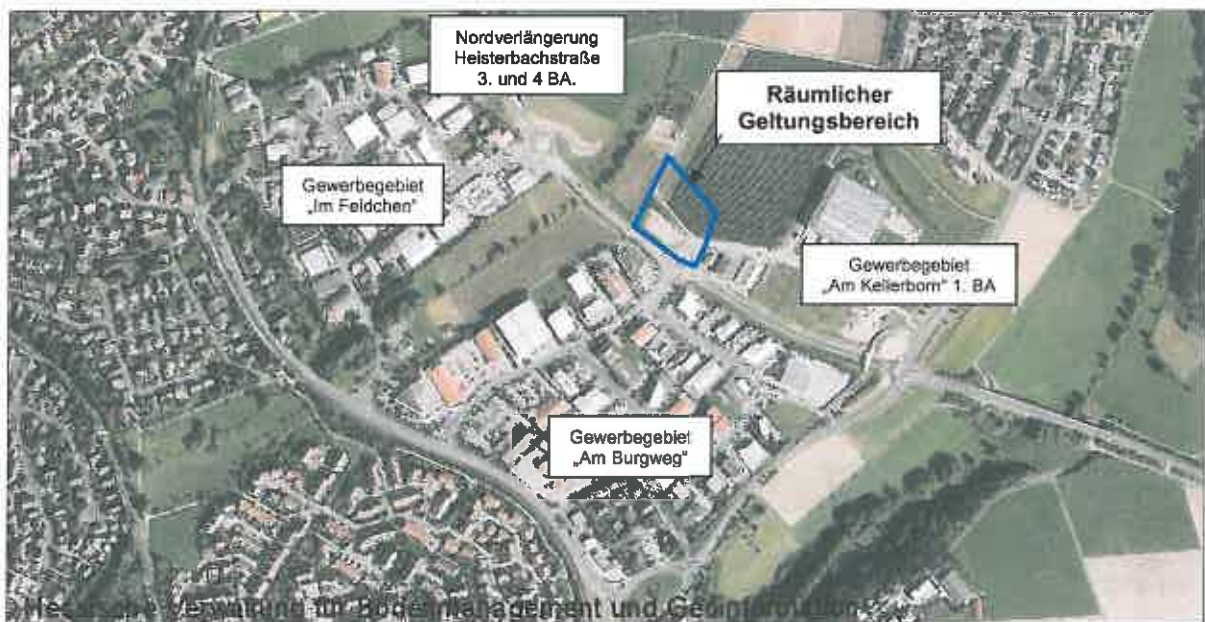 Nordverlängerung
Heisterbachstraße
3. und 4 BA.
Räumlicher
Geltungsbereich
Gewerbegebiet
„Im Feldchen“
Gewerbegebiet
„Am Kellerborn“ 1. BA
Gewerbegebiet
„Am Burgweg“
Hessische Verwaltung für Bodenmanagement und Geoinformation